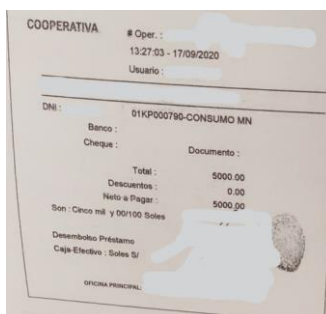 COOPERATIVA
# Oper. :
13:27:03 - 17/09/2020
Usuario :
DNI :
01KP000790-CONSUMO MN
Banco :
Cheque : Documento :
Total : 5000.00
Descuentos : 0.00
Neto a Pagar : 5000.00
Son : Cinco mil y 00/100 Soles
Desembolso Préstamo
Caja-Efectivo : Soles S/
OFICINA PRINCIPAL: